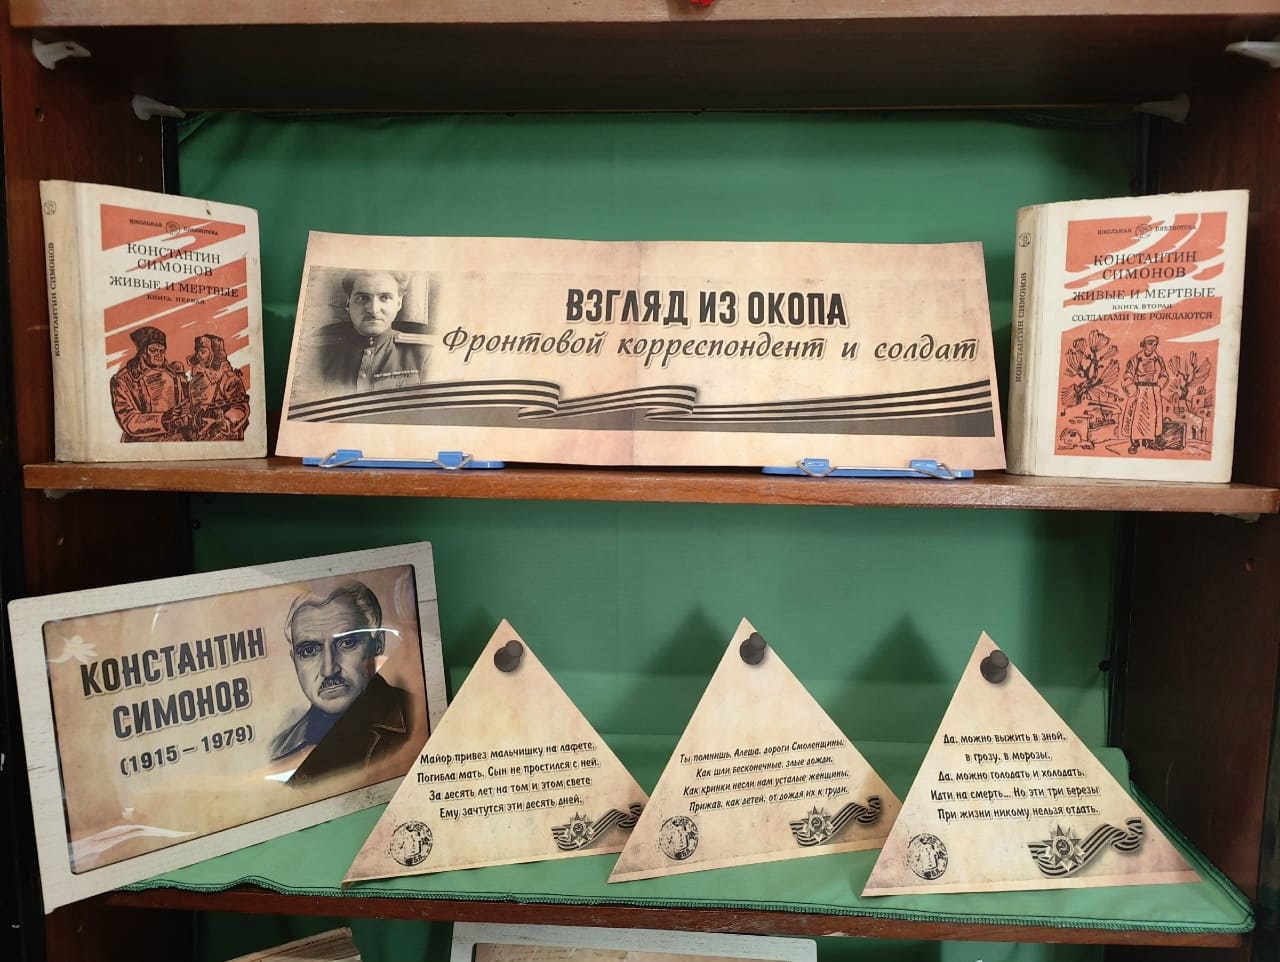 ШКОЛЬНАЯ БИБЛИОТЕКА
КОНСТАНТИН
СИМОНОВ
ЖИВЫЕ И МЕРТВЫЕ
КНИГА ПЕРВАЯ
КОНСТАНТИН СИМОНОВ
ВЗГЛЯД ИЗ ОКОПА
Фронтовой корреспондент и солдат
КОНСТАНТИН СИМОНОВ
ШКОЛЬНАЯ БИБЛИОТЕКА
КОНСТАНТИН
СИМОНОВ
ЖИВЫЕ И МЕРТВЫЕ
КНИГА ВТОРАЯ
СОЛДАТАМИ НЕ РОЖДАЮТСЯ
КОНСТАНТИН
СИМОНОВ
(1915 – 1979)
Майор привез мальчишку на лафете.
Погибла мать. Сын не простился с ней.
За десять лет на том и этом свете
Ему зачтутся эти десять дней.
Ты помнишь, Алеша, дороги Смоленщины,
Как шли бесконечные, злые дожди,
Как кринки несли нам усталые женщины,
Прижав, как детей, от дождя их к груди.
Да, можно выжить в зной,
в грозу, в морозы,
Да, можно голодать и холодать,
Идти на смерть... Но эти три березы
При жизни никому нельзя отдать.